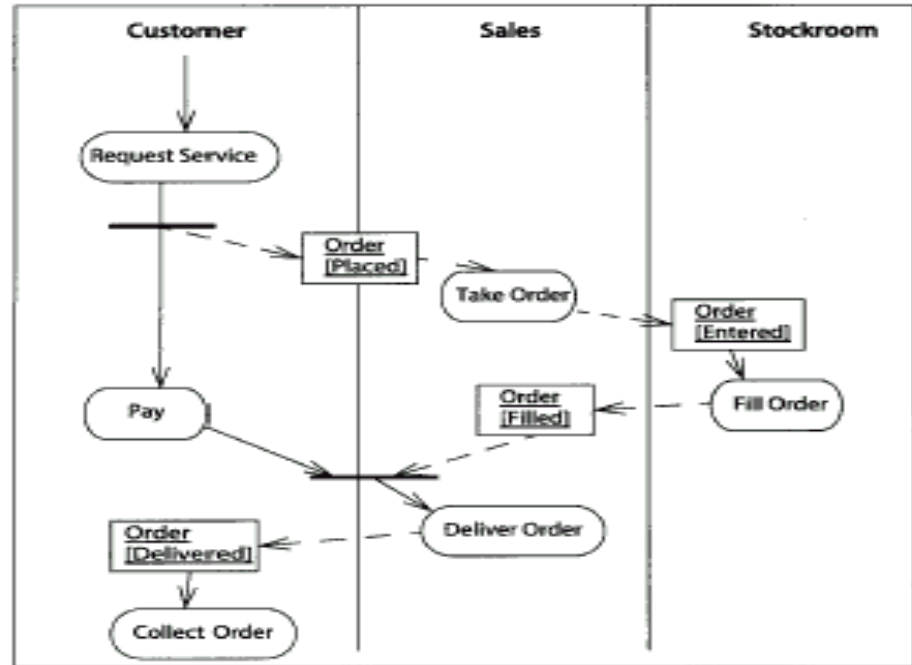 Customer
Sales
Stockroom
Request Service
Order
[Placed]
Take Order
Order
[Entered]
Pay
Order
[Filled]
Fill Order
Deliver Order
Order
[Delivered]
Collect Order